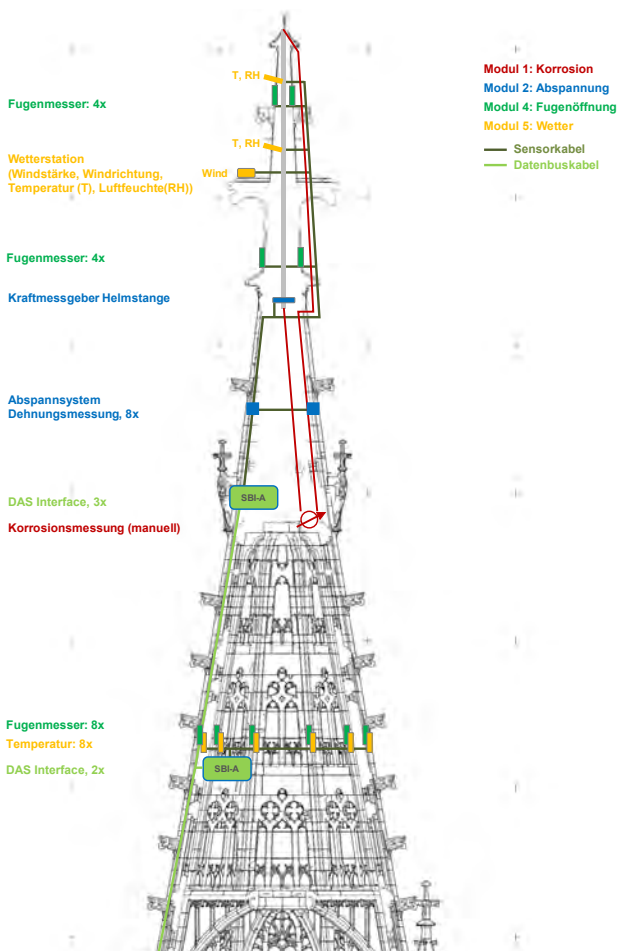 T, RH
Fugenmesser: 4x
T, RH
Wetterstation
(Windstärke, Windrichtung,
Temperatur (T), Luftfeuchte(RH))
Wind
Fugenmesser: 4x
Kraftmessgeber Helmstange
Abspannsystem
Dehnungsmessung, 8x
SBI-A
DAS Interface, 3x
Korrosionsmessung (manuell)
Fugenmesser: 8x
Temperatur: 8x
DAS Interface, 2x
SBI-A
Modul 1: Korrosion
Modul 2: Abspannung
Modul 4: Fugenöffnung
Modul 5: Wetter
Sensorkabel
Datenbuskabel